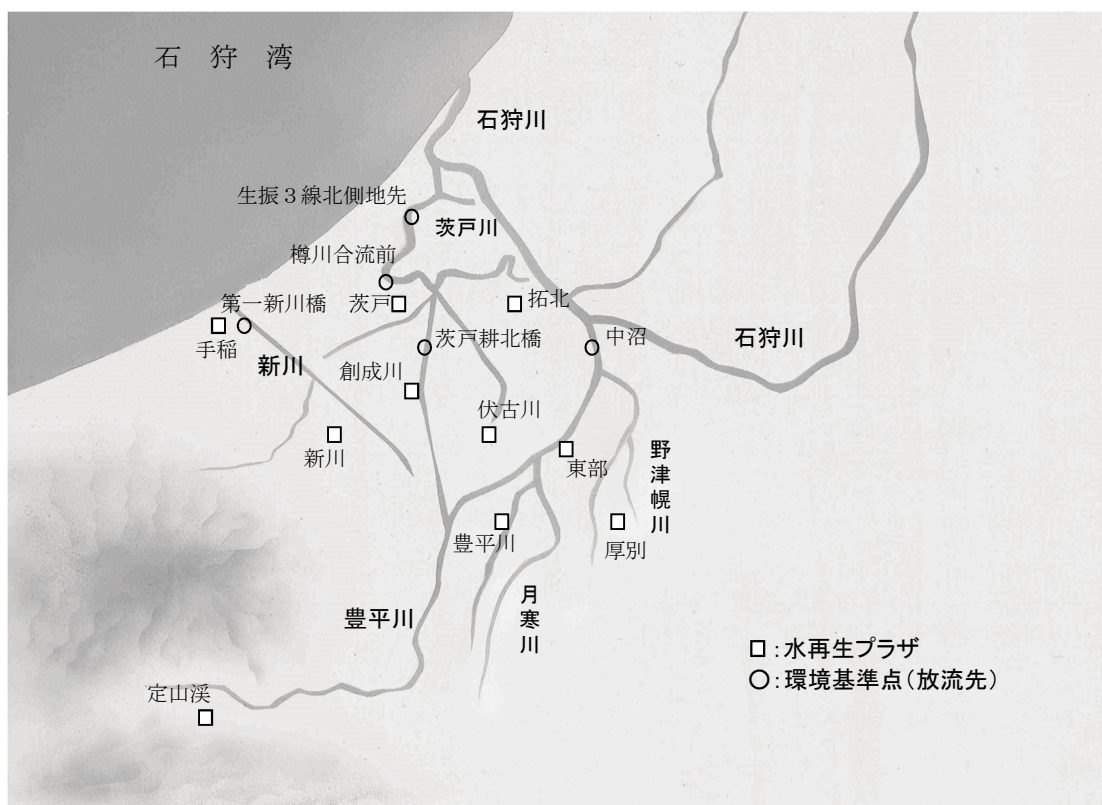 石 狩 湾
石狩川
生振３線北側地先
茨戸川
樽川合流前
第一新川橋
茨戸
拓北
手稲
新川
茨戸耕北橋
中沼
石狩川
創成川
伏古川
新川
東部
野津幌川
豊平川
厚別
豊平川
月寒川
定山渓
□：水再生プラザ
○：環境基準点（放流先）